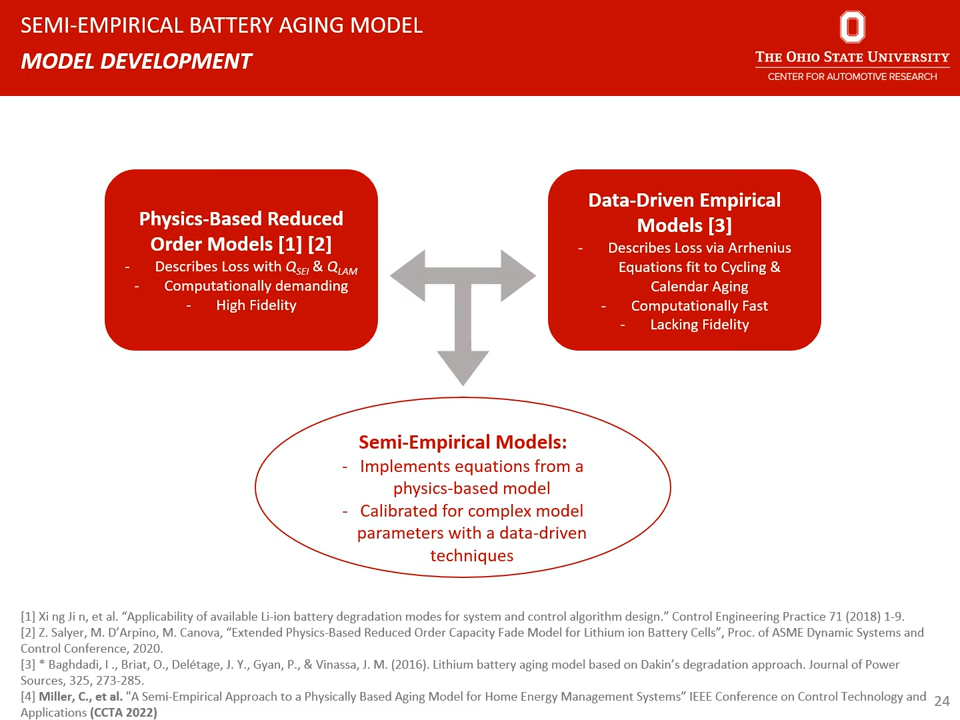 SEMI-EMPIRICAL BATTERY AGING MODEL
MODEL DEVELOPMENT
THE OHIO STATE UNIVERSITY
CENTER FOR AUTOMOTIVE RESEARCH
Physics-Based Reduced
Order Models [1] [2]
- Describes Loss with QSEI & QLAM
- Computationally demanding
- High Fidelity
Data-Driven Empirical
Models [3]
- Describes Loss via Arrhenius
Equations fit to Cycling &
Calendar Aging
- Computationally Fast
- Lacking Fidelity
Semi-Empirical Models:
- Implements equations from a
physics-based model
- Calibrated for complex model
parameters with a data-driven
techniques
[1] Xi ng Ji n, et al. “Applicability of available Li-ion battery degradation modes for system and control algorithm design.” Control Engineering Practice 71 (2018) 1-9.
[2] Z. Salyer, M. D’Arpino, M. Canova, “Extended Physics-Based Reduced Order Capacity Fade Model for Lithium ion Battery Cells”, Proc. of ASME Dynamic Systems and
Control Conference, 2020.
[3] * Baghdadi, I ., Briat, O., Delétage, J. Y., Gyan, P., & Vinassa, J. M. (2016). Lithium battery aging model based on Dakin’s degradation approach. Journal of Power
Sources, 325, 273-285.
[4] Miller, C., et al. "A Semi-Empirical Approach to a Physically Based Aging Model for Home Energy Management Systems” IEEE Conference on Control Technology and
Applications (CCTA 2022)
24